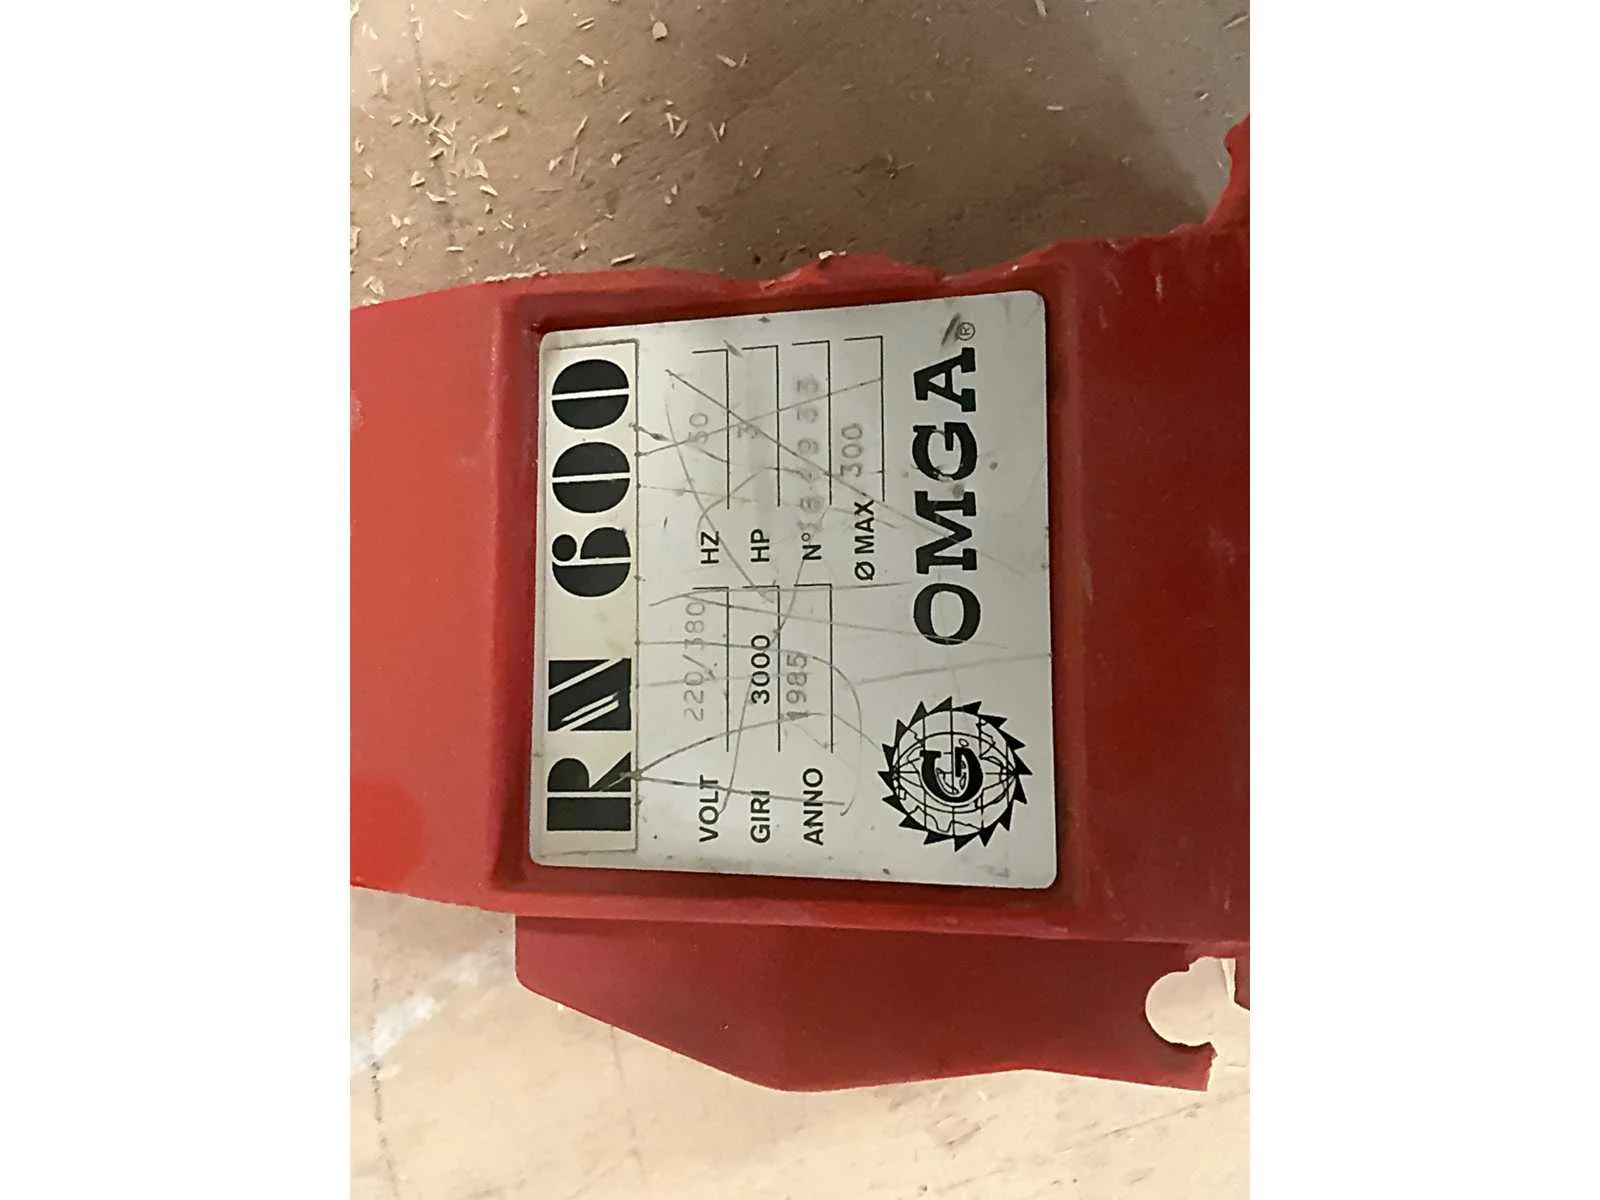 RN 600
VOLT 220/380 HZ 50
GIRI 3000 HP 3
ANNO 1985 N°
Ø MAX. 300
G OMGA®